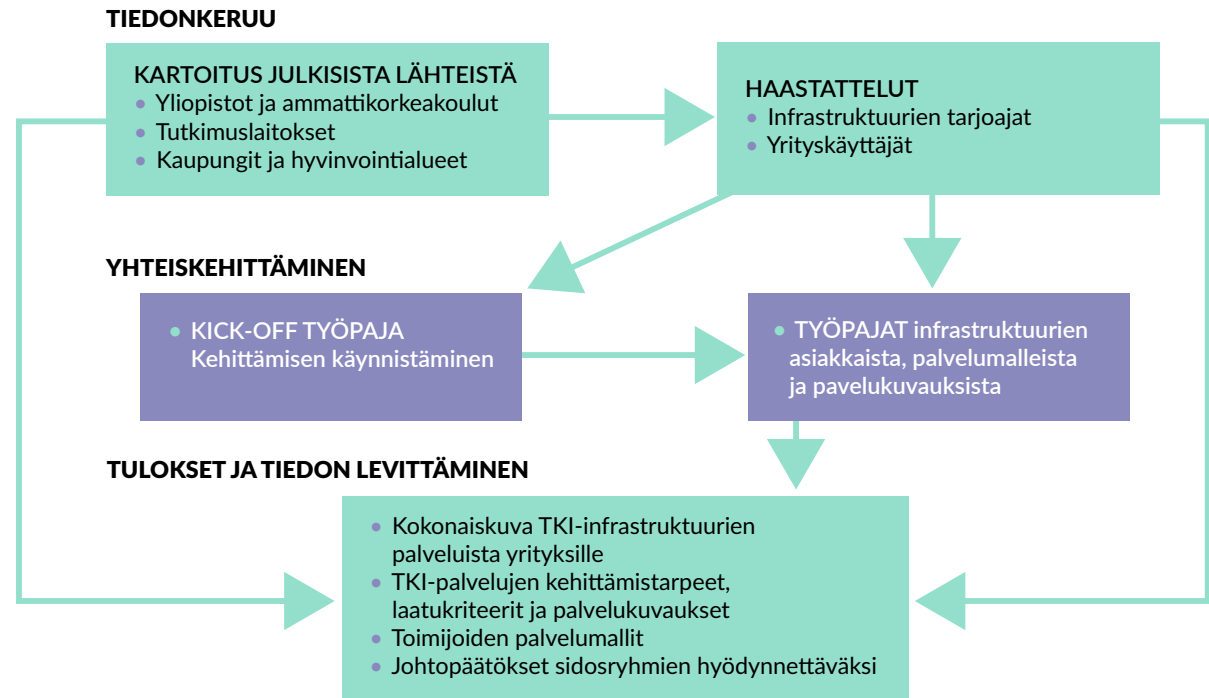 TIEDONKERUU
KARTOITUS JULKISISTA LÄHTEISTÄ
• Yliopistot ja ammattikorkeakoulut
• Tutkimuslaitokset
• Kaupungit ja hyvinvointialueet
HAASTATTELUT
• Infrastruktuurien tarjoajat
• Yrityskäyttäjät
YHTEISKEHITTÄMINEN
• KICK-OFF TYÖPAJA
Kehittämisen käynnistäminen
• TYÖPAJAT infrastruktuurien
asiakkaista, palvelumalleista
ja pavelukuvauksista
TULOKSET JA TIEDON LEVITTÄMINEN
• Kokonaiskuva TKI-infrastruktuurien
palveluista yrityksille
• TKI-palvelujen kehittämistarpeet,
laatukriteerit ja palvelukuvaukset
• Toimijoiden palvelumallit
• Johtopäätökset sidosryhmien hyödynnettäväksi